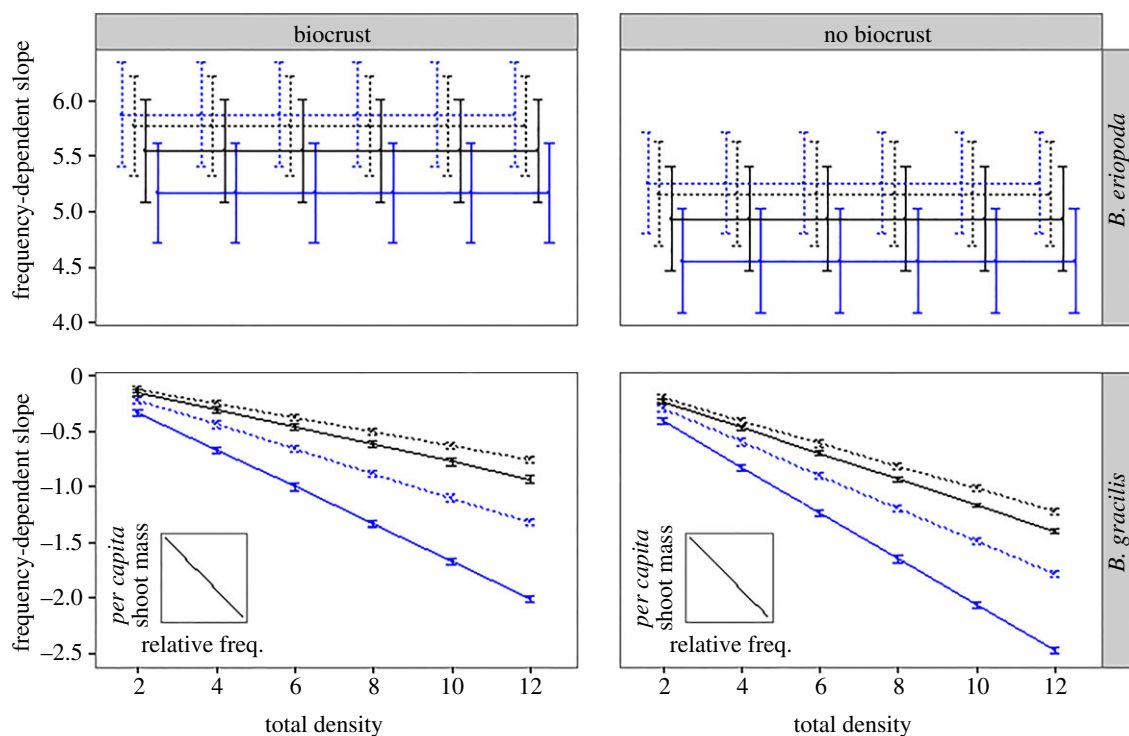 biocrust
no biocrust
frequency-dependent slope
6.0
5.5
5.0
4.5
4.0
B. eriopoda
frequency-dependent slope
0
–0.5
–1.0
–1.5
–2.0
–2.5
per capita
shoot mass
relative freq.
per capita
shoot mass
relative freq.
B. gracilis
2 4 6 8 10 12
2 4 6 8 10 12
total density
total density